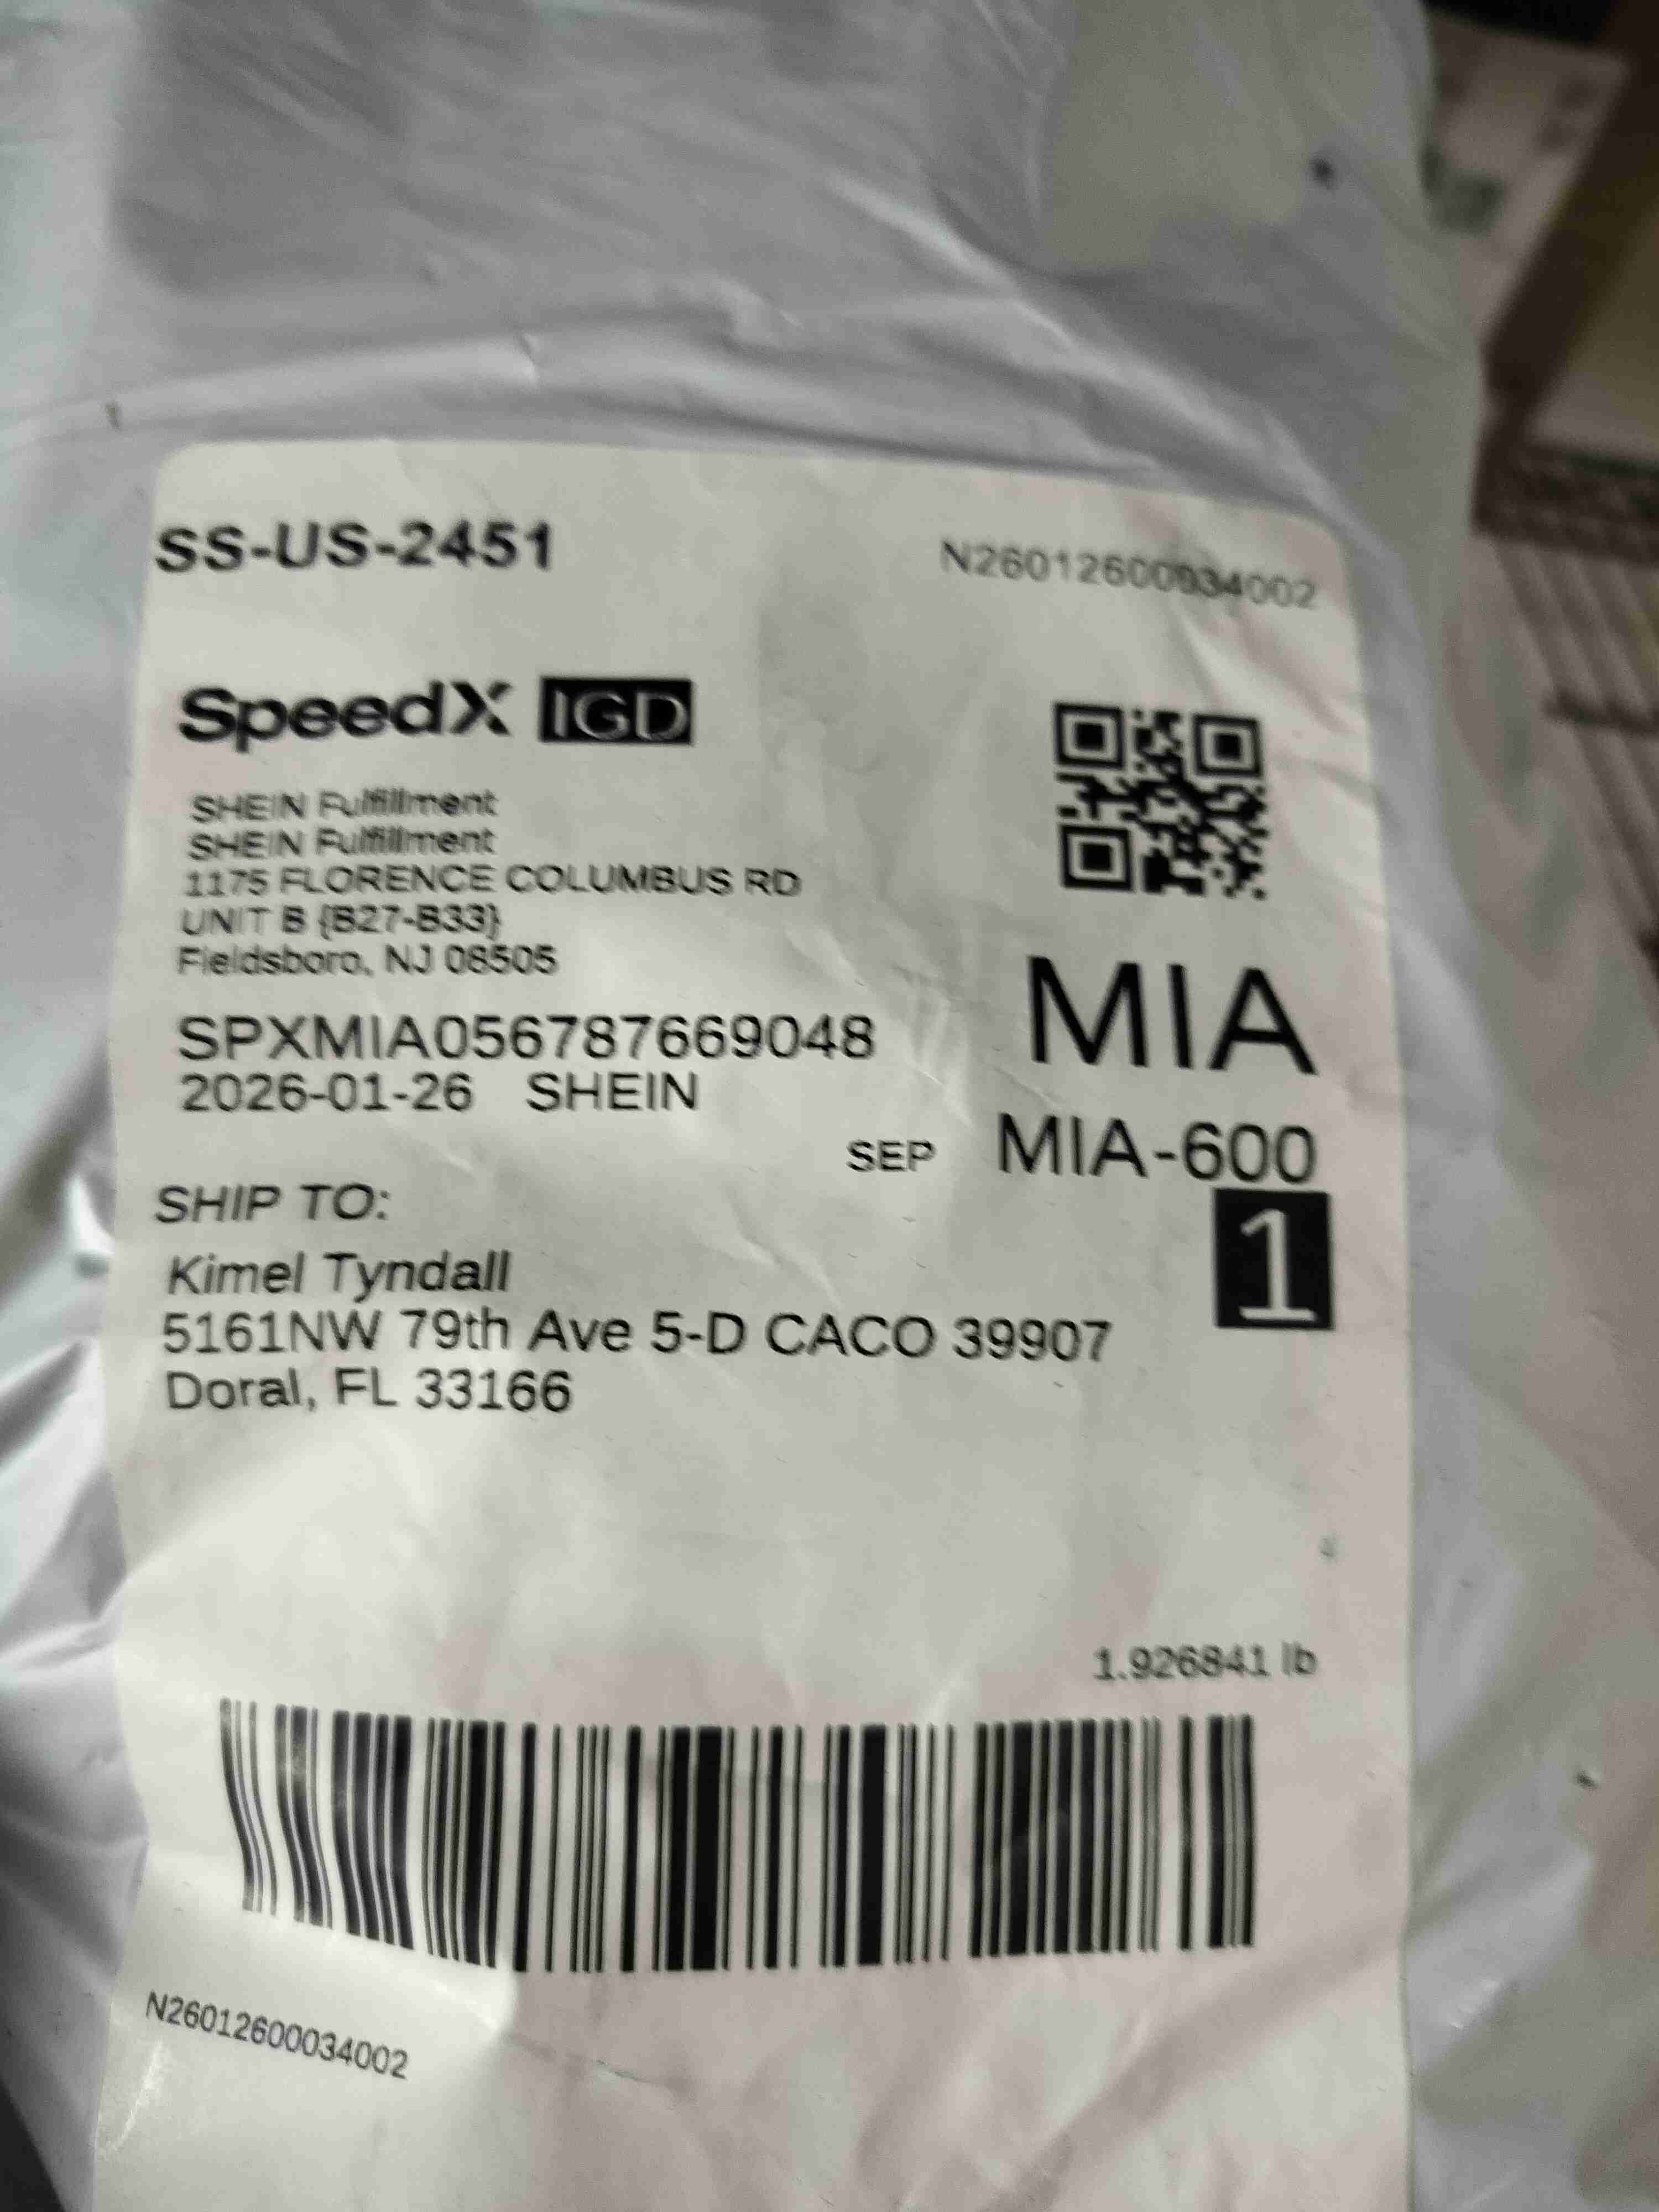 SS-US-2451
N26012600034002
SpeedX IGD
SHEIN Fulfillment
SHEIN Fulfillment
1175 FLORENCE COLUMBUS RD
UNIT B {B27-B33}
Fieldsboro, NJ 08505
SPXMIA056787669048
MIA
2026-01-26 SHEIN
SEP MIA-600
1
SHIP TO:
Kimel Tyndall
5161NW 79th Ave 5-D CACO 39907
Doral, FL 33166
1.926841 lb
N26012600034002